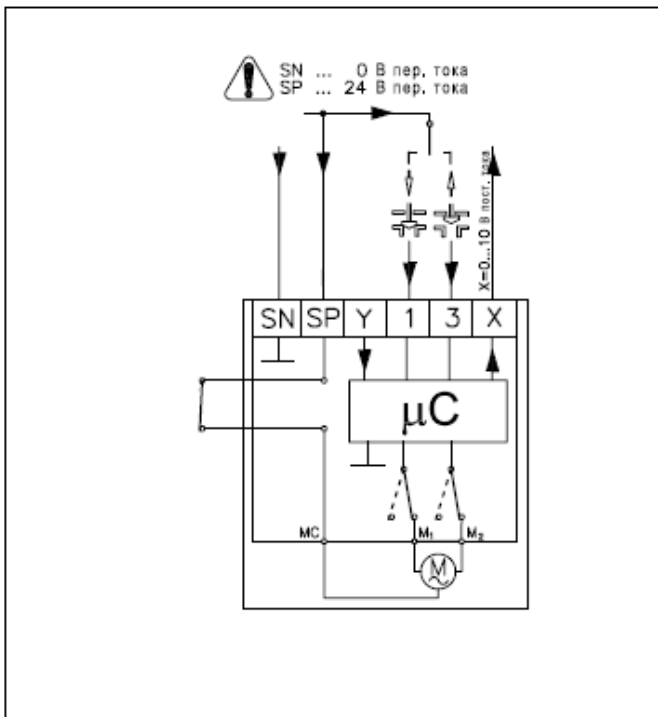 SN ... 0 В пер. тока
SP ... 24 В пер. тока
X=0...10 В пост. тока
SN SP Y 1 3 X
µC
MC M1 M2
M